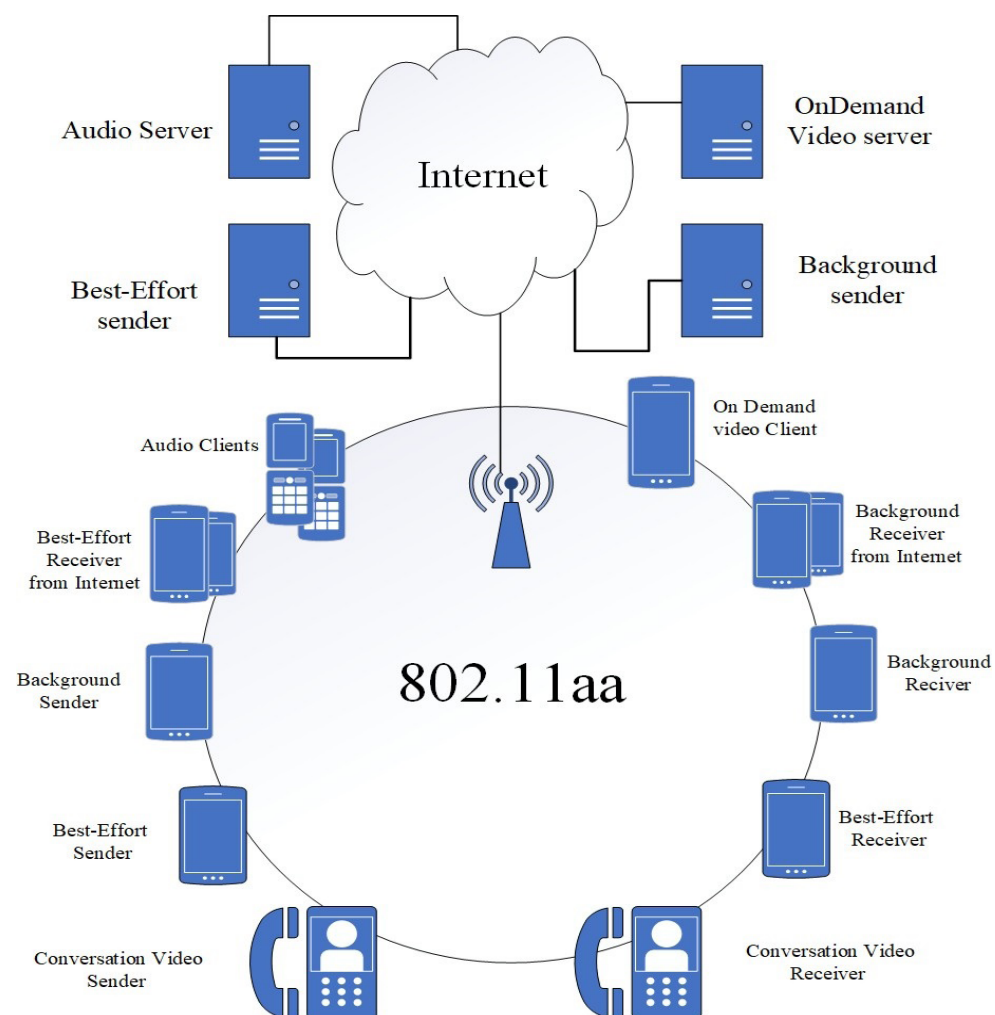 Audio Server
Internet
OnDemand
Video server
Best-Effort
sender
Background
sender
On Demand
video Client
Audio Clients
Best-Effort
Receiver
from Internet
Background
Receiver
from Internet
802.11aa
Background
Sender
Background
Reciver
Best-Effort
Sender
Best-Effort
Receiver
Conversation Video
Sender
Conversation Video
Receiver